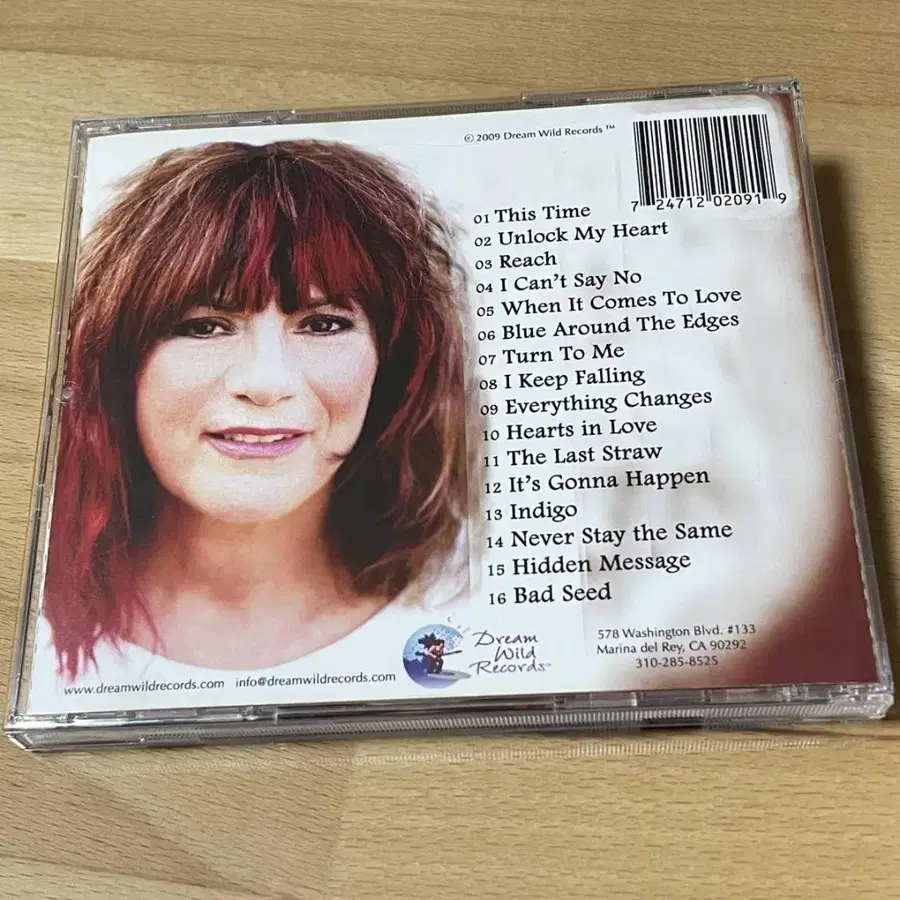 © 2009 Dream Wild Records ™
7 24712 02091 9
01 This Time
02 Unlock My Heart
03 Reach
04 I Can't Say No
05 When It Comes To Love
06 Blue Around The Edges
07 Turn To Me
08 I Keep Falling
09 Everything Changes
10 Hearts in Love
11 The Last Straw
12 It's Gonna Happen
13 Indigo
14 Never Stay the Same
15 Hidden Message
16 Bad Seed
www.dreamwildrecords.com info@dreamwildrecords.com
Dream
Wild
Records™
578 Washington Blvd. #133
Marina del Rey, CA 90292
310-285-8525